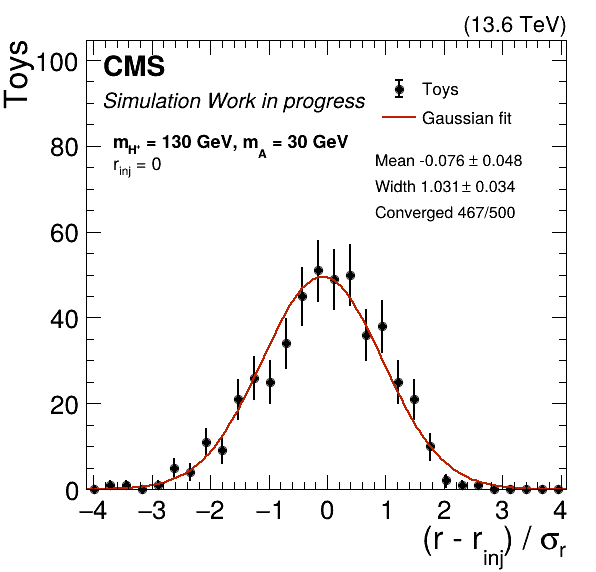 (13.6 TeV)
Toys
CMS
Simulation Work in progress
m_H⁺ = 130 GeV, m_A = 30 GeV
r_inj = 0
Toys
Gaussian fit
Mean -0.076 ± 0.048
Width 1.031 ± 0.034
Converged 467/500
100
80
60
40
20
0
−4 −3 −2 −1 0 1 2 3 4
(r - r_inj) / σ_r